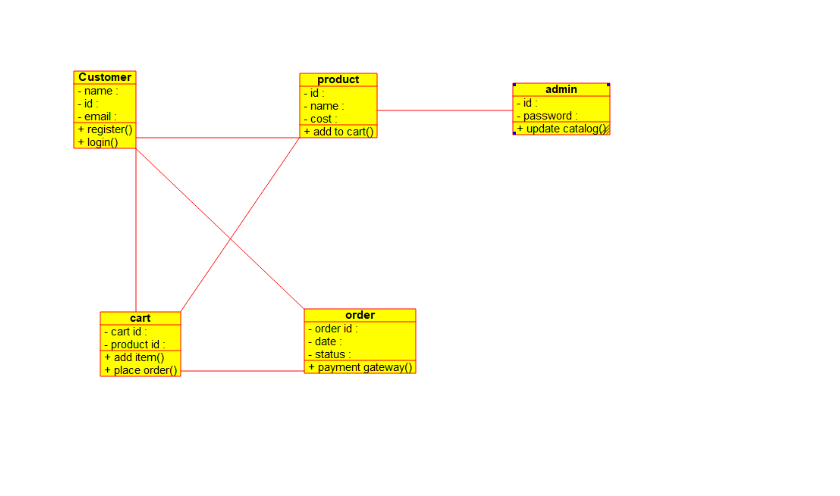 Customer
- name :
- id :
- email :
+ register()
+ login()
product
- id :
- name :
- cost :
+ add to cart()
admin
- id :
- password :
+ update catalog()
cart
- cart id :
- product id :
+ add item()
+ place order()
order
- order id :
- date :
- status :
+ payment gateway()